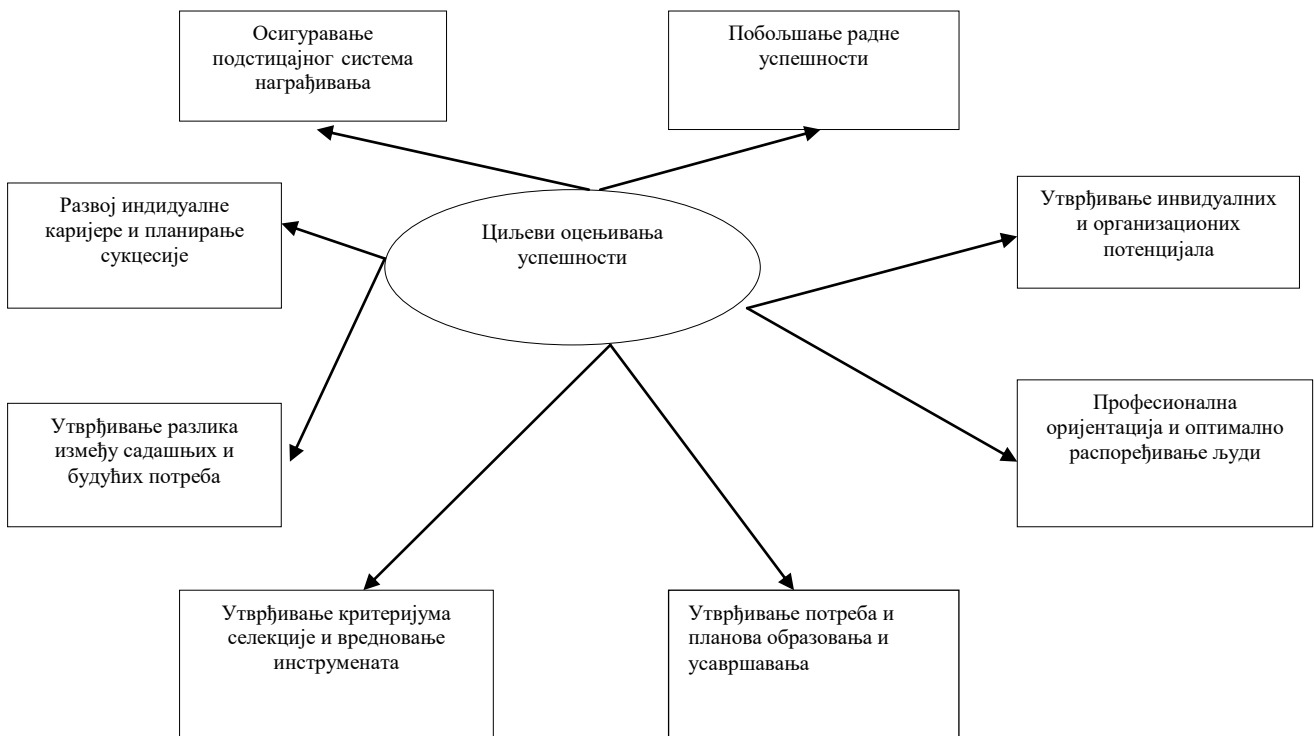 Осигуравање
подстицајног система
награђивања
Побољшање радне
успешности
Развој индидуалне
каријере и планирање
сукцесије
Циљеви оцењивања
успешности
Утврђивање инвидуалних
и организационих
потенцијала
Утврђивање разлика
између садашњих и
будућих потреба
Професионална
оријентација и оптимално
распоређивање људи
Утврђивање критеријума
селекције и вредновање
инструмената
Утврђивање потреба и
планова образовања и
усавршавања